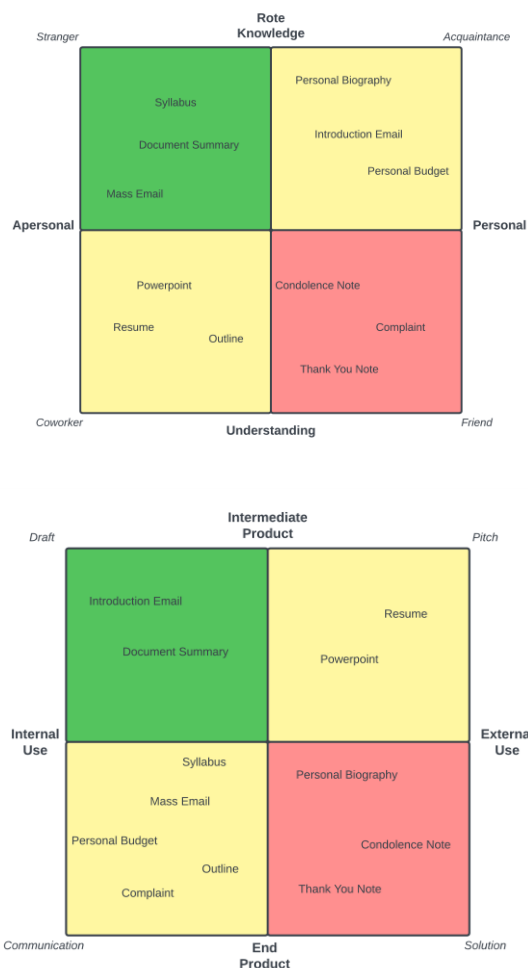 Rote
Knowledge
Stranger
Acquaintance
Personal Biography
Syllabus
Introduction Email
Document Summary
Personal Budget
Mass Email
Apersonal
Personal
Powerpoint
Condolence Note
Resume
Complaint
Outline
Thank You Note
Coworker
Friend
Understanding
Intermediate
Product
Draft
Pitch
Introduction Email
Resume
Document Summary
Powerpoint
Internal
Use
External
Use
Syllabus
Personal Biography
Mass Email
Personal Budget
Condolence Note
Outline
Complaint
Thank You Note
Communication
Solution
End
Product